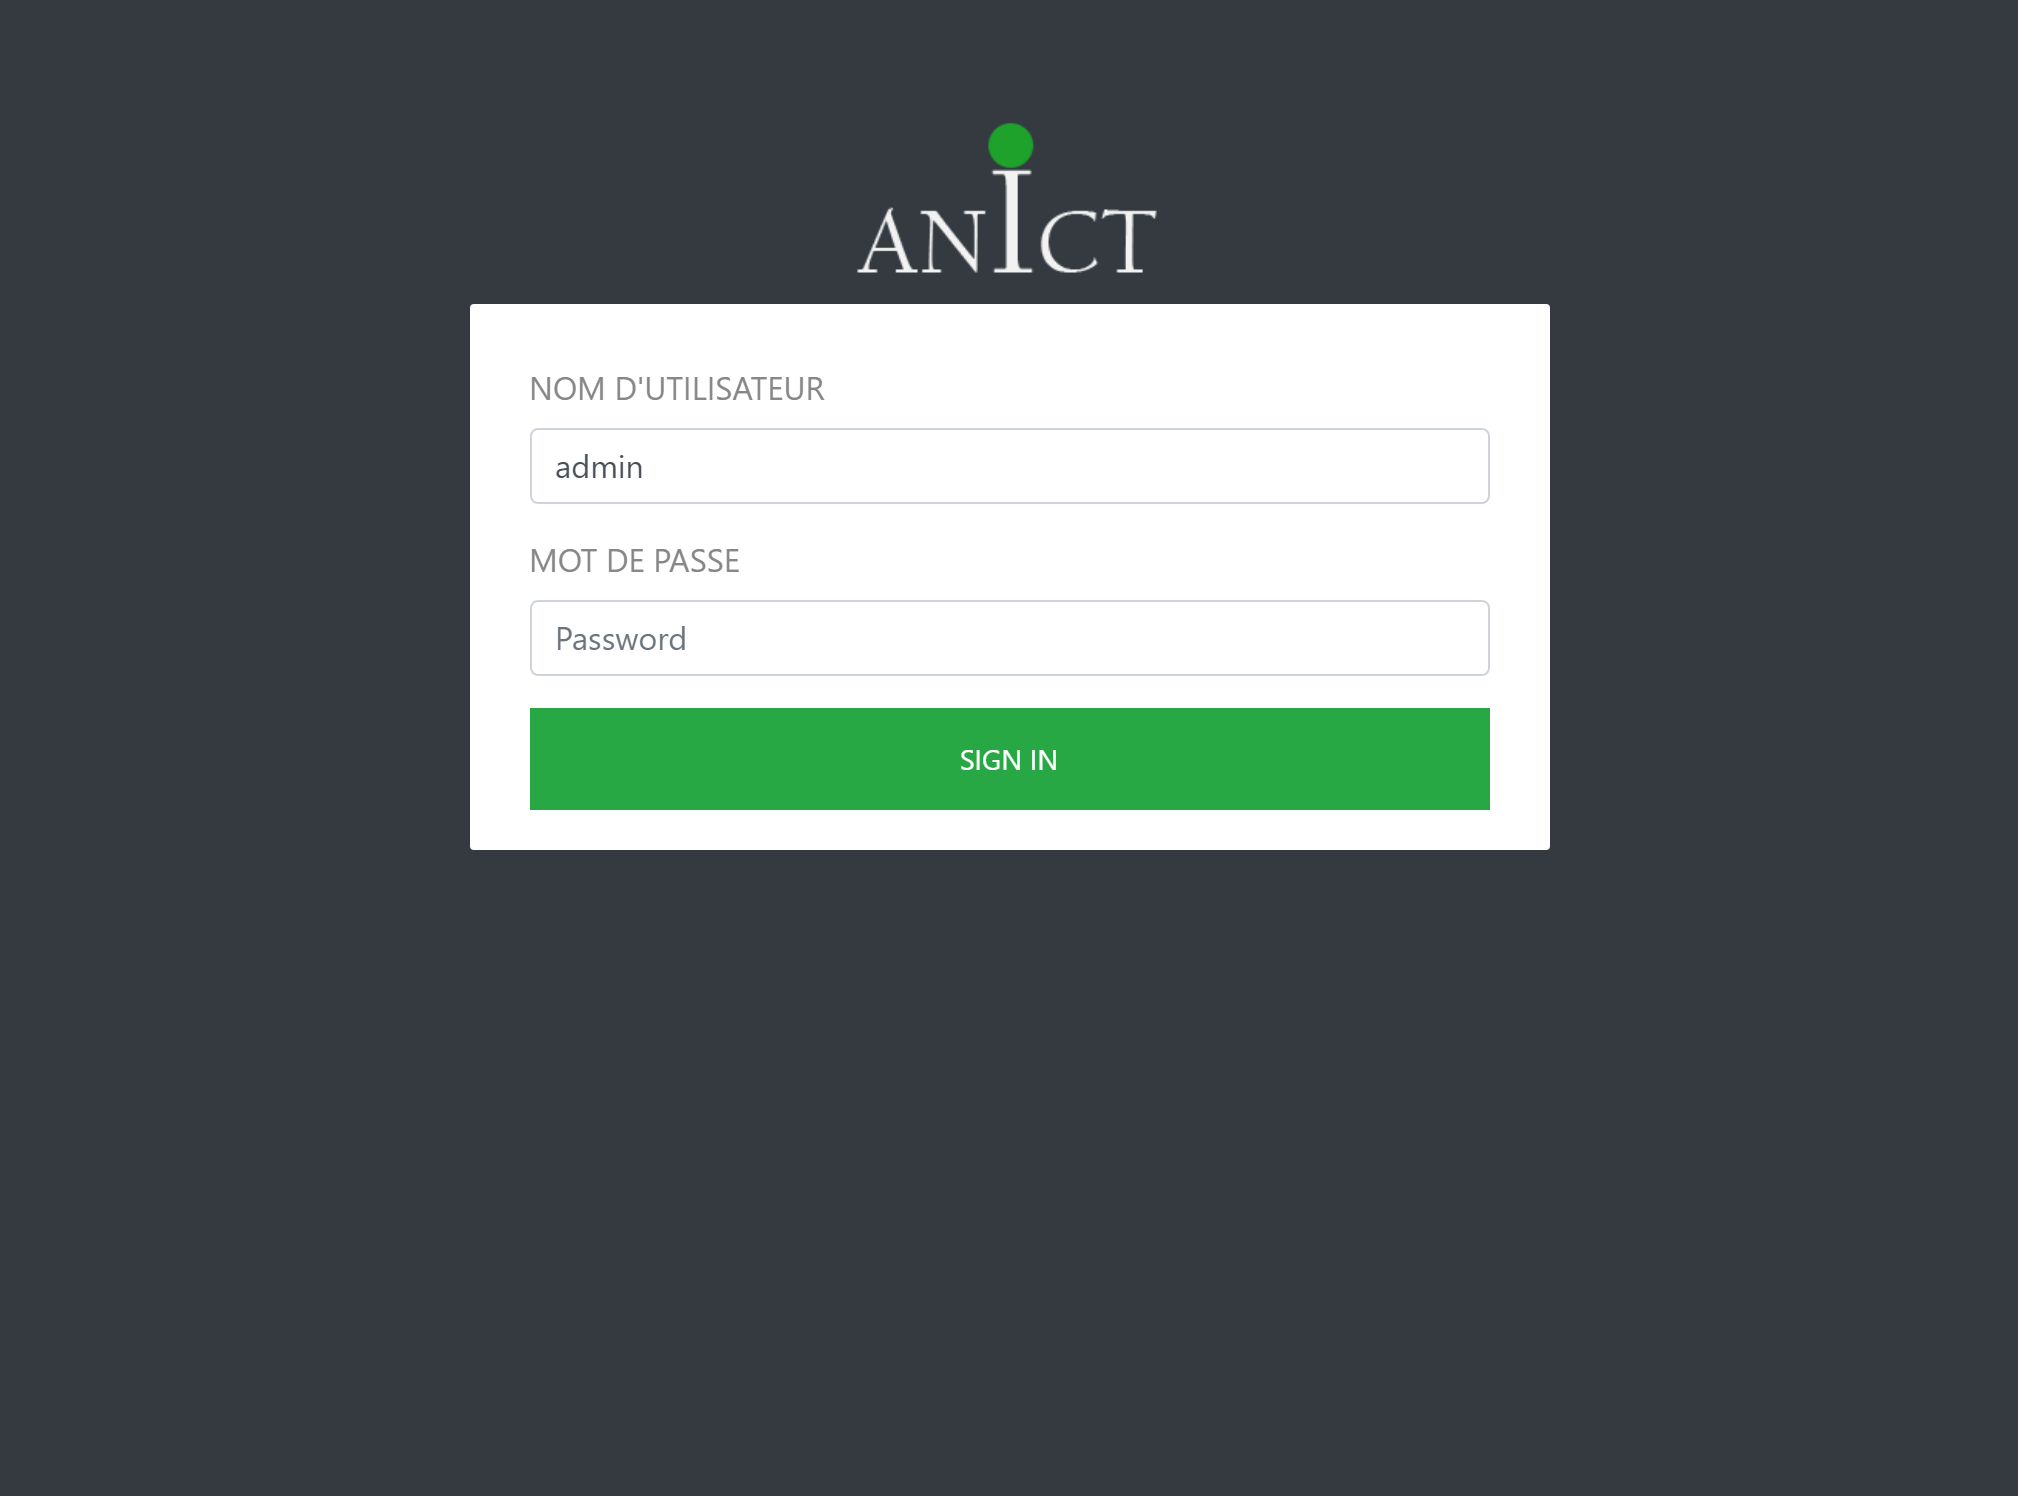 ANICT
NOM D'UTILISATEUR
admin
MOT DE PASSE
Password
SIGN IN